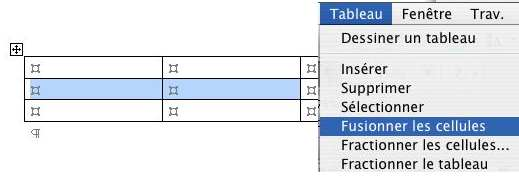 Tableau Fenêtre Trav.
Dessiner un tableau
Insérer
Supprimer
Sélectionner
Fusionner les cellules
Fractionner les cellules...
Fractionner le tableau
¤ ¤ ¤
¤ ¤ ¤
¤ ¤ ¤
¶